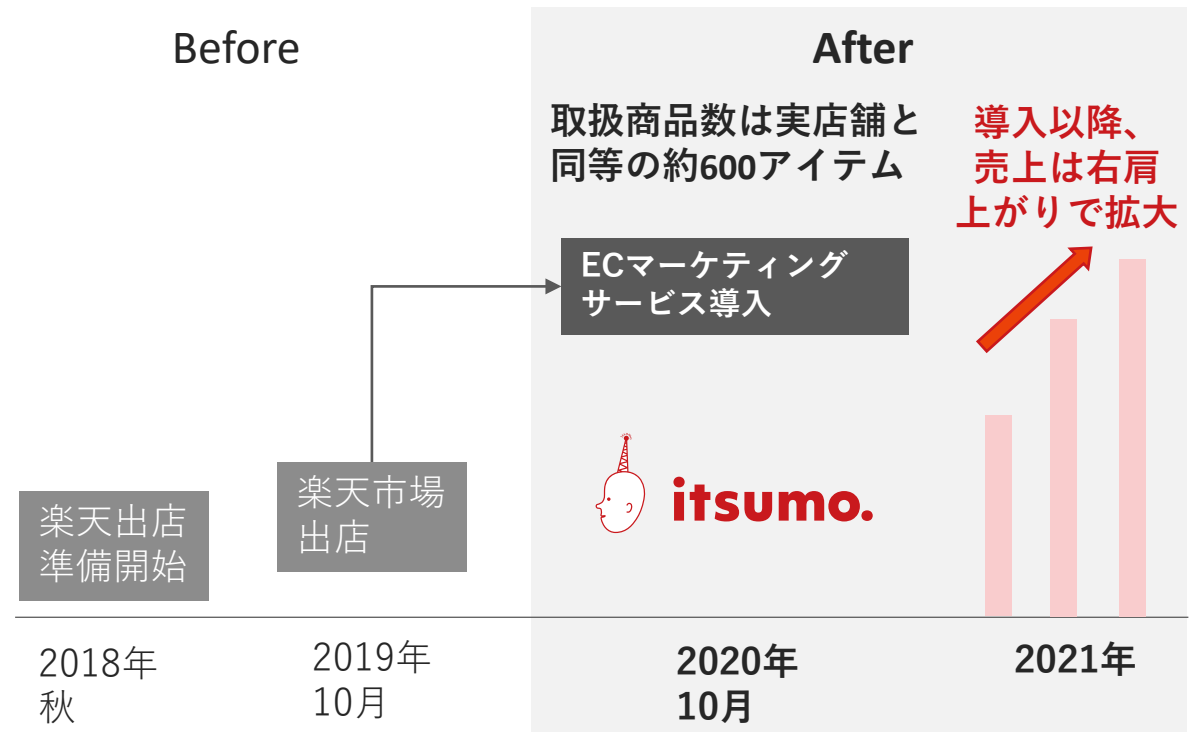 Before
After
取扱商品数は実店舗と
同等の約600アイテム
導入以降、
売上は右肩
上がりで拡大
ECマーケティング
サービス導入
itsumo.
楽天市場
出店
楽天出店
準備開始
2018年
秋
2019年
10月
2020年
10月
2021年